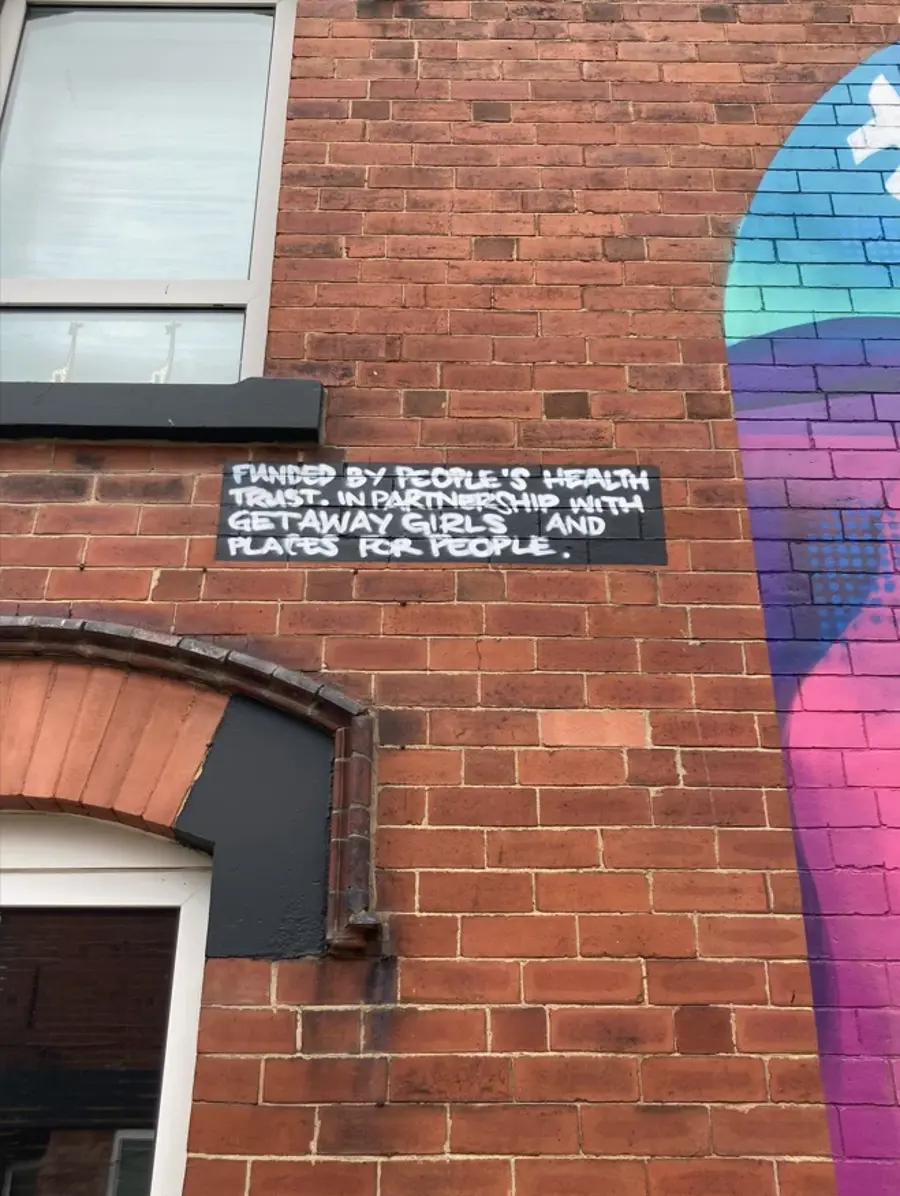 FUNDED BY PEOPLE'S HEALTH
TRUST. IN PARTNERSHIP WITH
GETAWAY GIRLS AND
PLACES FOR PEOPLE.